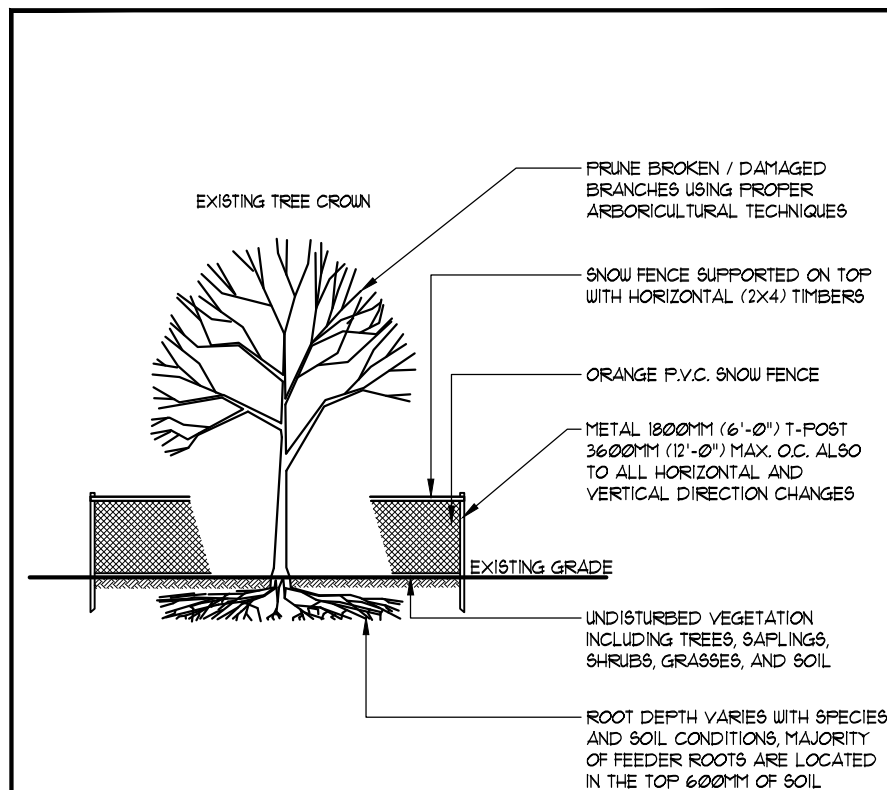 EXISTING TREE CROWN
PRUNE BROKEN / DAMAGED
BRANCHES USING PROPER
ARBORICULTURAL TECHNIQUES
SNOW FENCE SUPPORTED ON TOP
WITH HORIZONTAL (2X4) TIMBERS
ORANGE P.V.C. SNOW FENCE
METAL 1800MM (6'-0") T-POST
3600MM (12'-0") MAX. O.C. ALSO
TO ALL HORIZONTAL AND
VERTICAL DIRECTION CHANGES
EXISTING GRADE
UNDISTURBED VEGETATION
INCLUDING TREES, SAPLINGS,
SHRUBS, GRASSES, AND SOIL
ROOT DEPTH VARIES WITH SPECIES
AND SOIL CONDITIONS, MAJORITY
OF FEEDER ROOTS ARE LOCATED
IN THE TOP 600MM OF SOIL